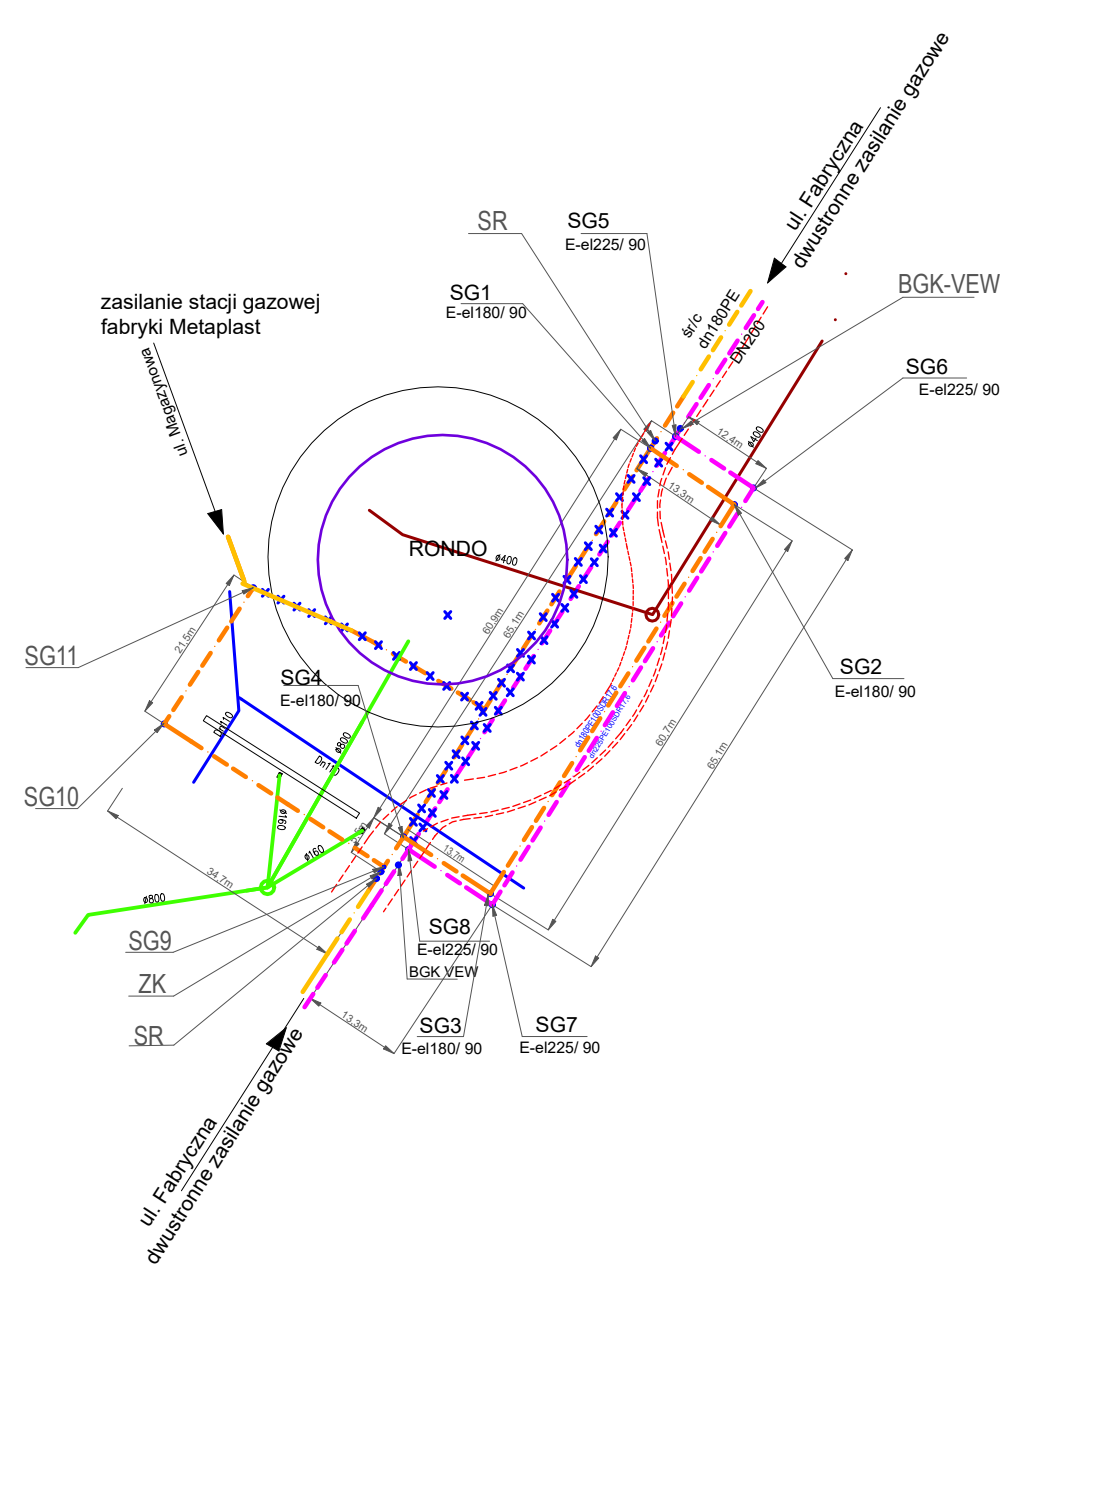 ul. Fabryczna
dwustronne zasilanie gazowe
SR
SG5
E-el225/ 90
BGK-VEW
SG1
E-el180/ 90
zasilanie stacji gazowej
fabryki Metaplast
ul. Magazynowa
śr/c
dn180PE
DN200
SG6
E-el225/ 90
12.4m
ø400
13.3m
RONDO
ø400
60.9m
65.1m
21.5m
SG11
SG4
E-el180/ 90
SG2
E-el180/ 90
Dn110
ø800
Dn110
60.7m
65.1m
SG10
ø160
ø160
13.7m
34.7m
ø800
SG9
SG8
E-el225/ 90
BGK VEW
ZK
SR
13.3m
SG3
E-el180/ 90
SG7
E-el225/ 90
ul. Fabryczna
dwustronne zasilanie gazowe